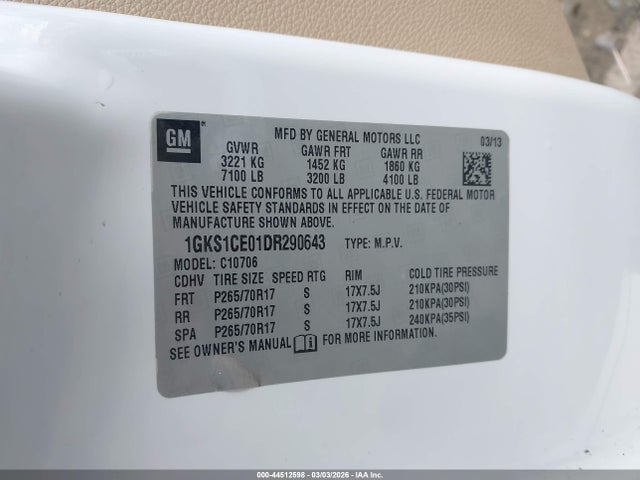 GM
MFD BY GENERAL MOTORS LLC 03/13
GVWR GAWR FRT GAWR RR
3221 KG 1452 KG 1860 KG
7100 LB 3200 LB 4100 LB
THIS VEHICLE CONFORMS TO ALL APPLICABLE U.S. FEDERAL MOTOR
VEHICLE SAFETY STANDARDS IN EFFECT ON THE DATE OF
MANUFACTURE SHOWN ABOVE.
1GKS1CE01DR290643 TYPE: M.P.V.
MODEL: C10706
CDHV TIRE SIZE SPEED RTG RIM COLD TIRE PRESSURE
FRT P265/70R17 S 17X7.5J 210KPA(30PSI)
RR P265/70R17 S 17X7.5J 210KPA(30PSI)
SPA P265/70R17 S 17X7.5J 240KPA(35PSI)
SEE OWNER'S MANUAL FOR MORE INFORMATION.
000-44512598 - 03/03/2026 - IAA Inc.